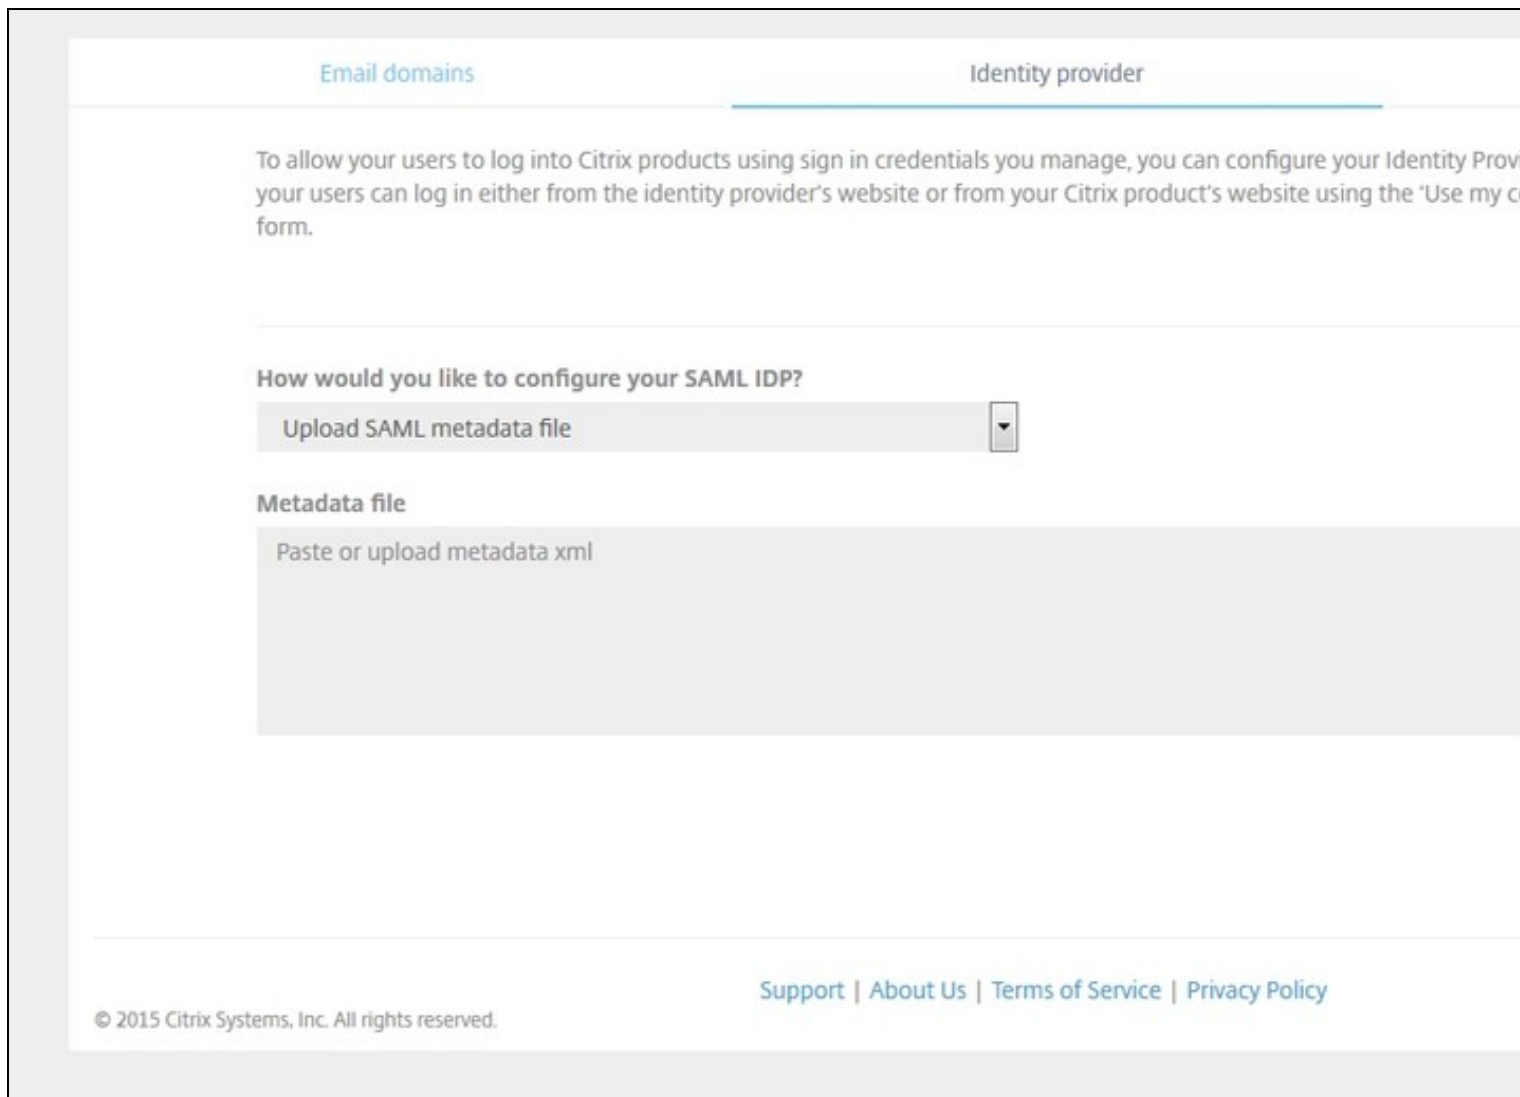 Email domains
Identity provider
To allow your users to log into Citrix products using sign in credentials you manage, you can configure your Identity Provi
your users can log in either from the identity provider's website or from your Citrix product's website using the 'Use my c
form.
How would you like to configure your SAML IDP?
Upload SAML metadata file
Metadata file
Paste or upload metadata xml
Support | About Us | Terms of Service | Privacy Policy
© 2015 Citrix Systems, Inc. All rights reserved.